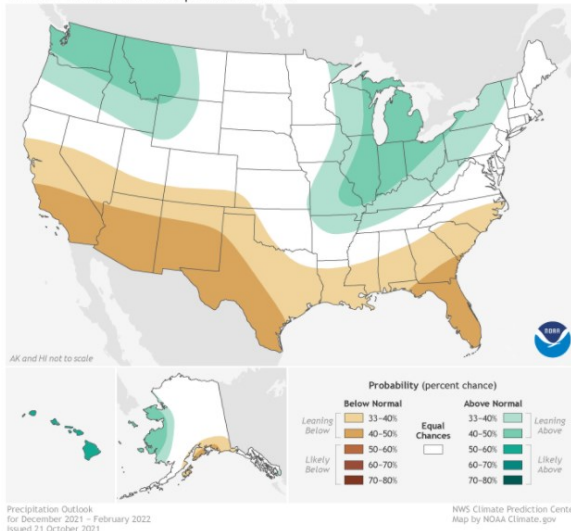 AK and HI not to scale
NOAA
Probability (percent chance)
Below Normal
Above Normal
Leaning Below
33-40%
40-50%
Likely Below
50-60%
60-70%
70-80%
Equal Chances
33-40%
40-50%
Leaning Above
50-60%
60-70%
70-80%
Likely Above
Precipitation Outlook
for December 2021 - February 2022
Issued 21 October 2021
NWS Climate Prediction Cente
Map by NOAA Climate.gov